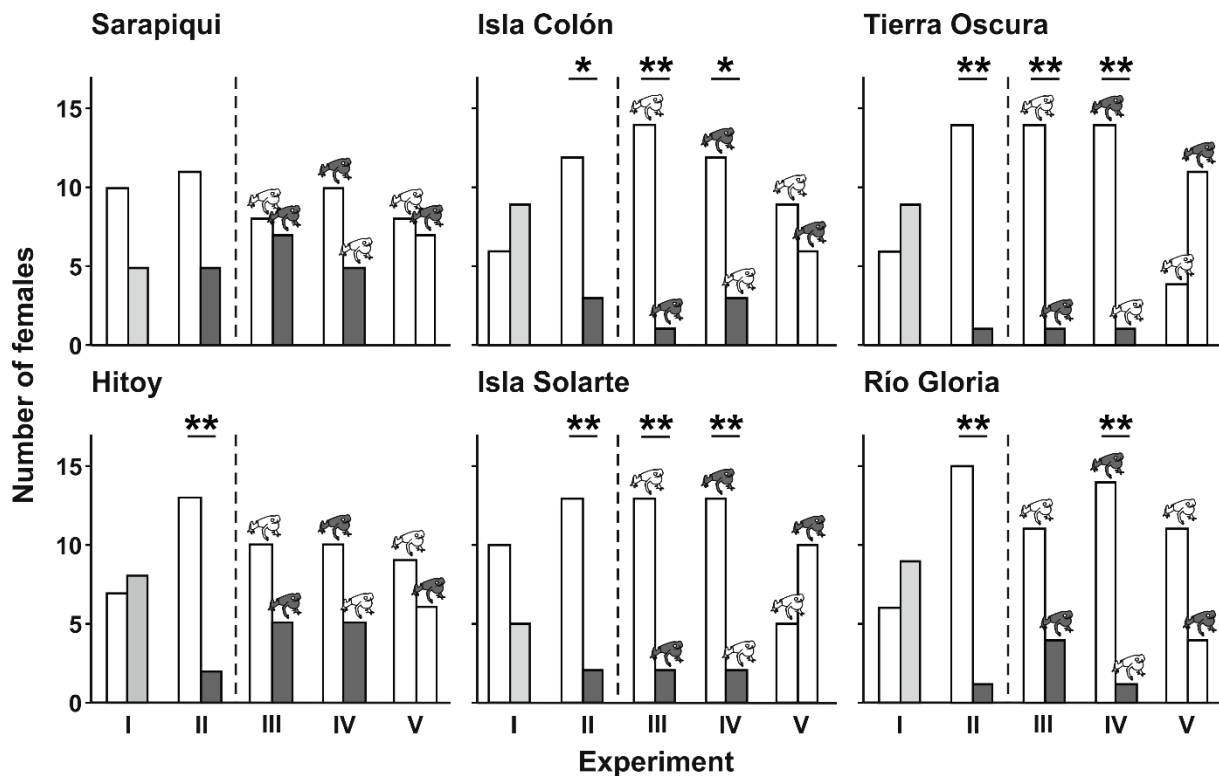 Sarapiqui
Isla Colón
Tierra Oscura
* ** *
** ** **
15
10
5
0
Number of females
Hitoy
Isla Solarte
Río Gloria
**
** ** **
** **
15
10
5
0
I II III IV V
I II III IV V
I II III IV V
Experiment